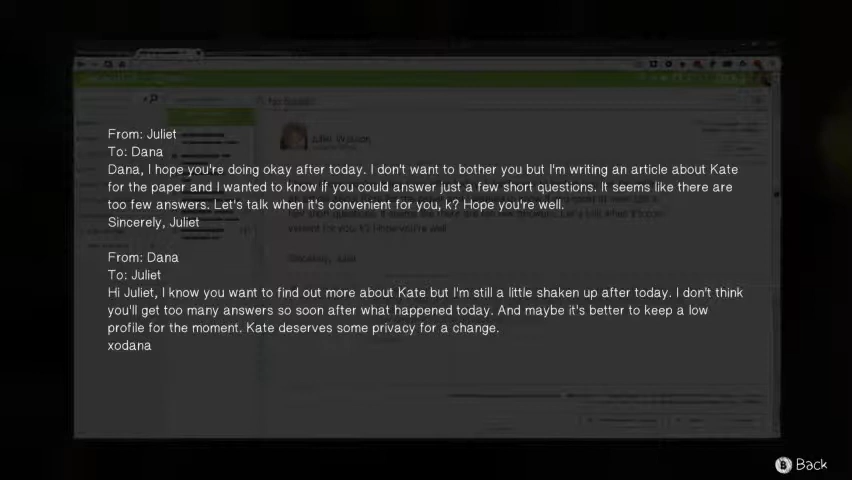 From: Juliet
To: Dana
Dana, I hope you're doing okay after today. I don't want to bother you but I'm writing an article about Kate
for the paper and I wanted to know if you could answer just a few short questions. It seems like there are
too few answers. Let's talk when it's convenient for you, k? Hope you're well.
Sincerely, Juliet
From: Dana
To: Juliet
Hi Juliet, I know you want to find out more about Kate but I'm still a little shaken up after today. I don't think
you'll get too many answers so soon after what happened today. And maybe it's better to keep a low
profile for the moment. Kate deserves some privacy for a change.
xodana
Juliet Watson
Sincerely, Juliet
B Back